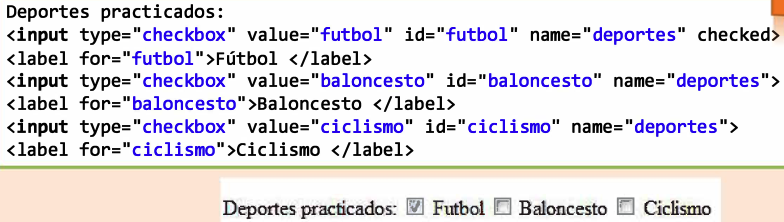 Deportes practicados:
<input type="checkbox" value="futbol" id="futbol" name="deportes" checked>
<label for="futbol">Fútbol </label>
<input type="checkbox" value="baloncesto" id="baloncesto" name="deportes">
<label for="baloncesto">Baloncesto </label>
<input type="checkbox" value="ciclismo" id="ciclismo" name="deportes">
<label for="ciclismo">Ciclismo </label>
Deportes practicados: Futbol Baloncesto Ciclismo